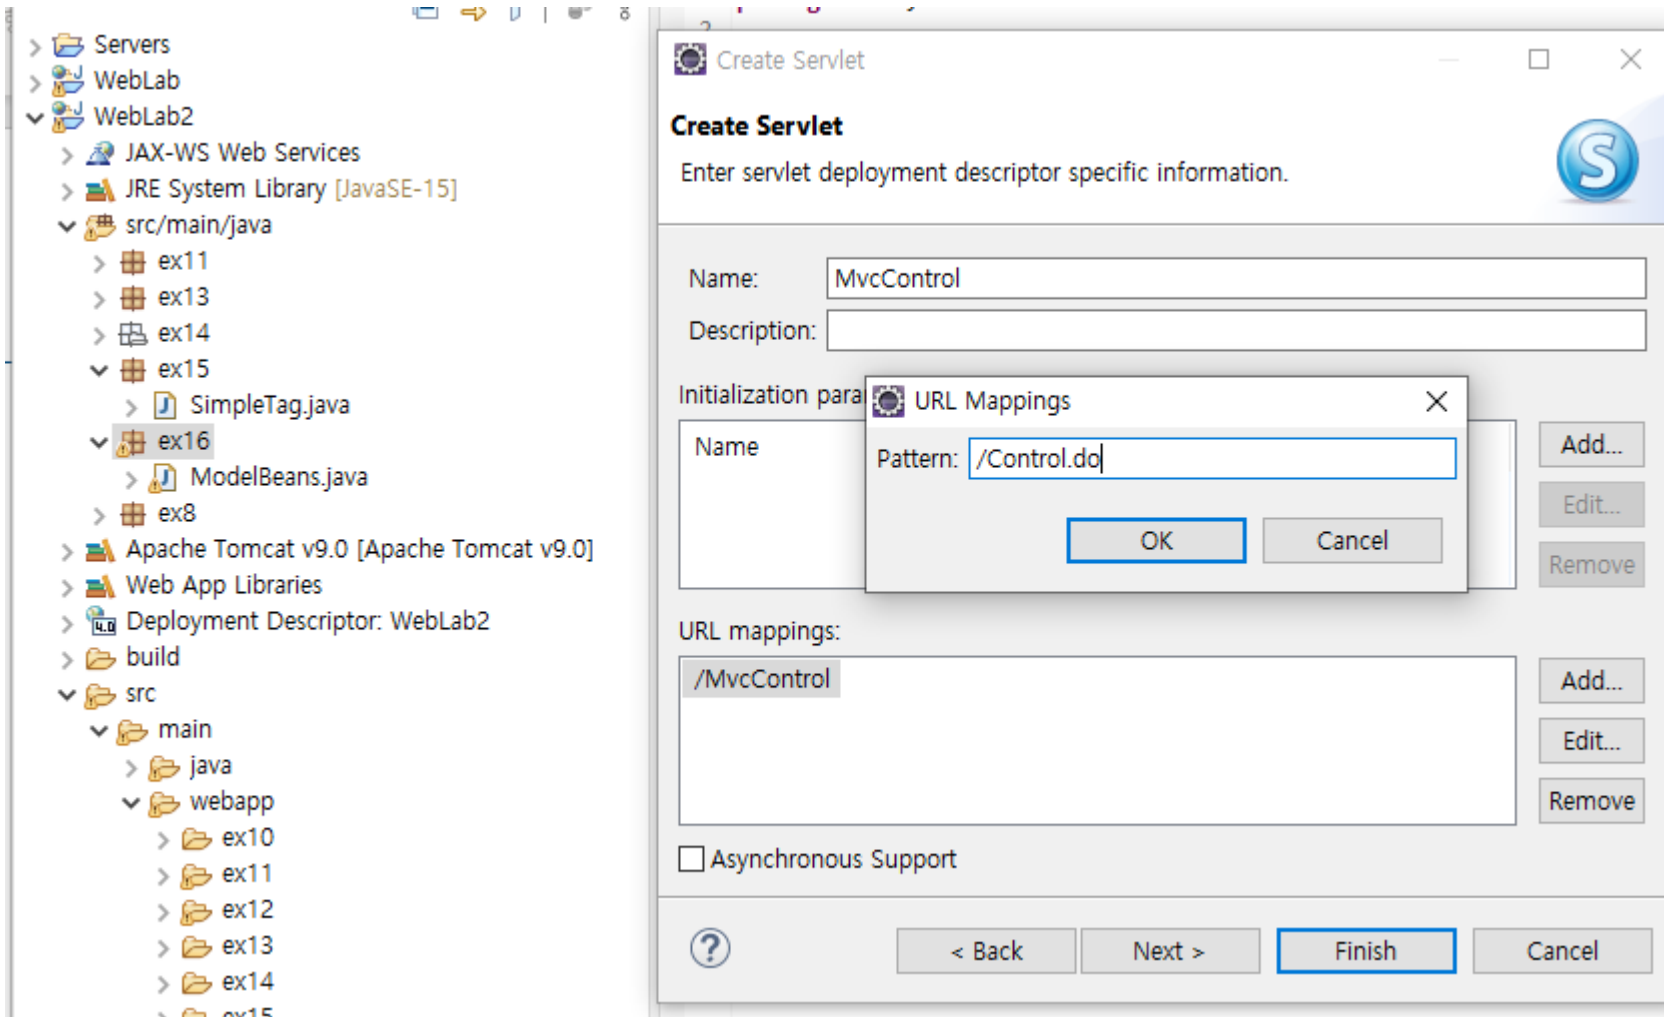 Servers
WebLab
WebLab2
JAX-WS Web Services
JRE System Library [JavaSE-15]
src/main/java
ex11
ex13
ex14
ex15
SimpleTag.java
ex16
ModelBeans.java
ex8
Apache Tomcat v9.0 [Apache Tomcat v9.0]
Web App Libraries
Deployment Descriptor: WebLab2
build
src
main
java
webapp
ex10
ex11
ex12
ex13
ex14
ex15
2
Create Servlet
Create Servlet
Enter servlet deployment descriptor specific information.
Name: MvcControl
Description:
Initialization
Name
Add...
Edit...
Remove
URL Mappings
Pattern: /Control.do
OK Cancel
URL mappings:
/MvcControl
Add...
Edit...
Remove
Asynchronous Support
? < Back Next > Finish Cancel